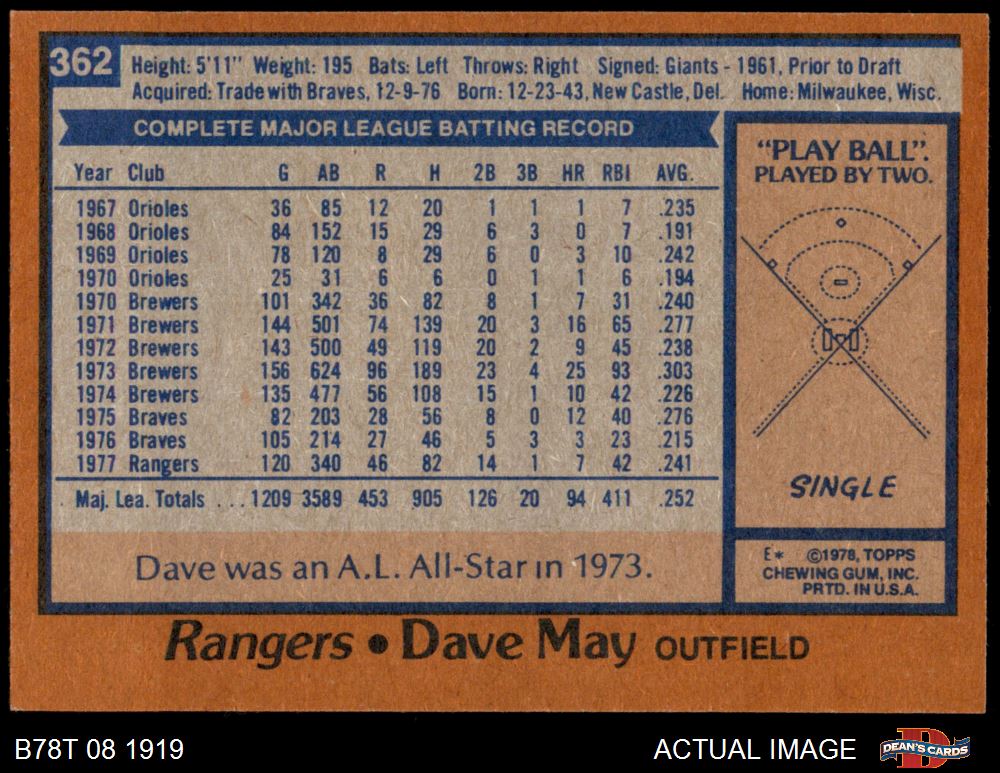 362
Height: 5'11" Weight: 195 Bats: Left Throws: Right Signed: Giants - 1961, Prior to Draft
Acquired: Trade with Braves, 12-9-76 Born: 12-23-43, New Castle, Del. Home: Milwaukee, Wisc.
COMPLETE MAJOR LEAGUE BATTING RECORD
Year Club G AB R H 2B 3B HR RBI AVG.
1967 Orioles 36 85 12 20 1 1 1 7 .235
1968 Orioles 84 152 15 29 6 3 0 7 .191
1969 Orioles 78 120 8 29 6 0 3 10 .242
1970 Orioles 25 31 6 6 0 1 1 6 .194
1970 Brewers 101 342 36 82 8 1 7 31 .240
1971 Brewers 144 501 74 139 20 3 16 65 .277
1972 Brewers 143 500 49 119 20 2 9 45 .238
1973 Brewers 156 624 96 189 23 4 25 93 .303
1974 Brewers 135 477 56 108 15 1 10 42 .226
1975 Braves 82 203 28 56 8 0 12 40 .276
1976 Braves 105 214 27 46 5 3 3 23 .215
1977 Rangers 120 340 46 82 14 1 7 42 .241
Maj. Lea. Totals ... 1209 3589 453 905 126 20 94 411 .252
Dave was an A.L. All-Star in 1973.
"PLAY BALL".
PLAYED BY TWO.
SINGLE
E* ©1978, TOPPS
CHEWING GUM, INC.
PRTD. IN U.S.A.
Rangers • Dave May OUTFIELD
B78T 08 1919
ACTUAL IMAGE
DEAN'S CARDS